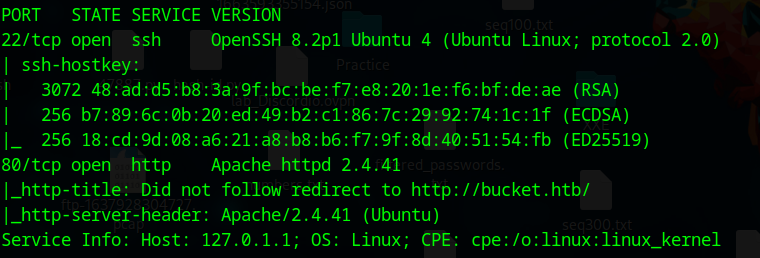 PORT   STATE SERVICE VERSION
22/tcp open  ssh     OpenSSH 8.2p1 Ubuntu 4 (Ubuntu Linux; protocol 2.0)
| ssh-hostkey:
|   3072 48:ad:d5:b8:3a:9f:bc:be:f7:e8:20:1e:f6:bf:de:ae (RSA)
|   256 b7:89:6c:0b:20:ed:49:b2:c1:86:7c:29:92:74:1c:1f (ECDSA)
|_  256 18:cd:9d:08:a6:21:a8:b8:b6:f7:9f:8d:40:51:54:fb (ED25519)
80/tcp open  http    Apache httpd 2.4.41
|_http-title: Did not follow redirect to http://bucket.htb/
|_http-server-header: Apache/2.4.41 (Ubuntu)
Service Info: Host: 127.0.1.1; OS: Linux; CPE: cpe:/o:linux:linux_kernel
seq100.txt
Practice
seq300.txt